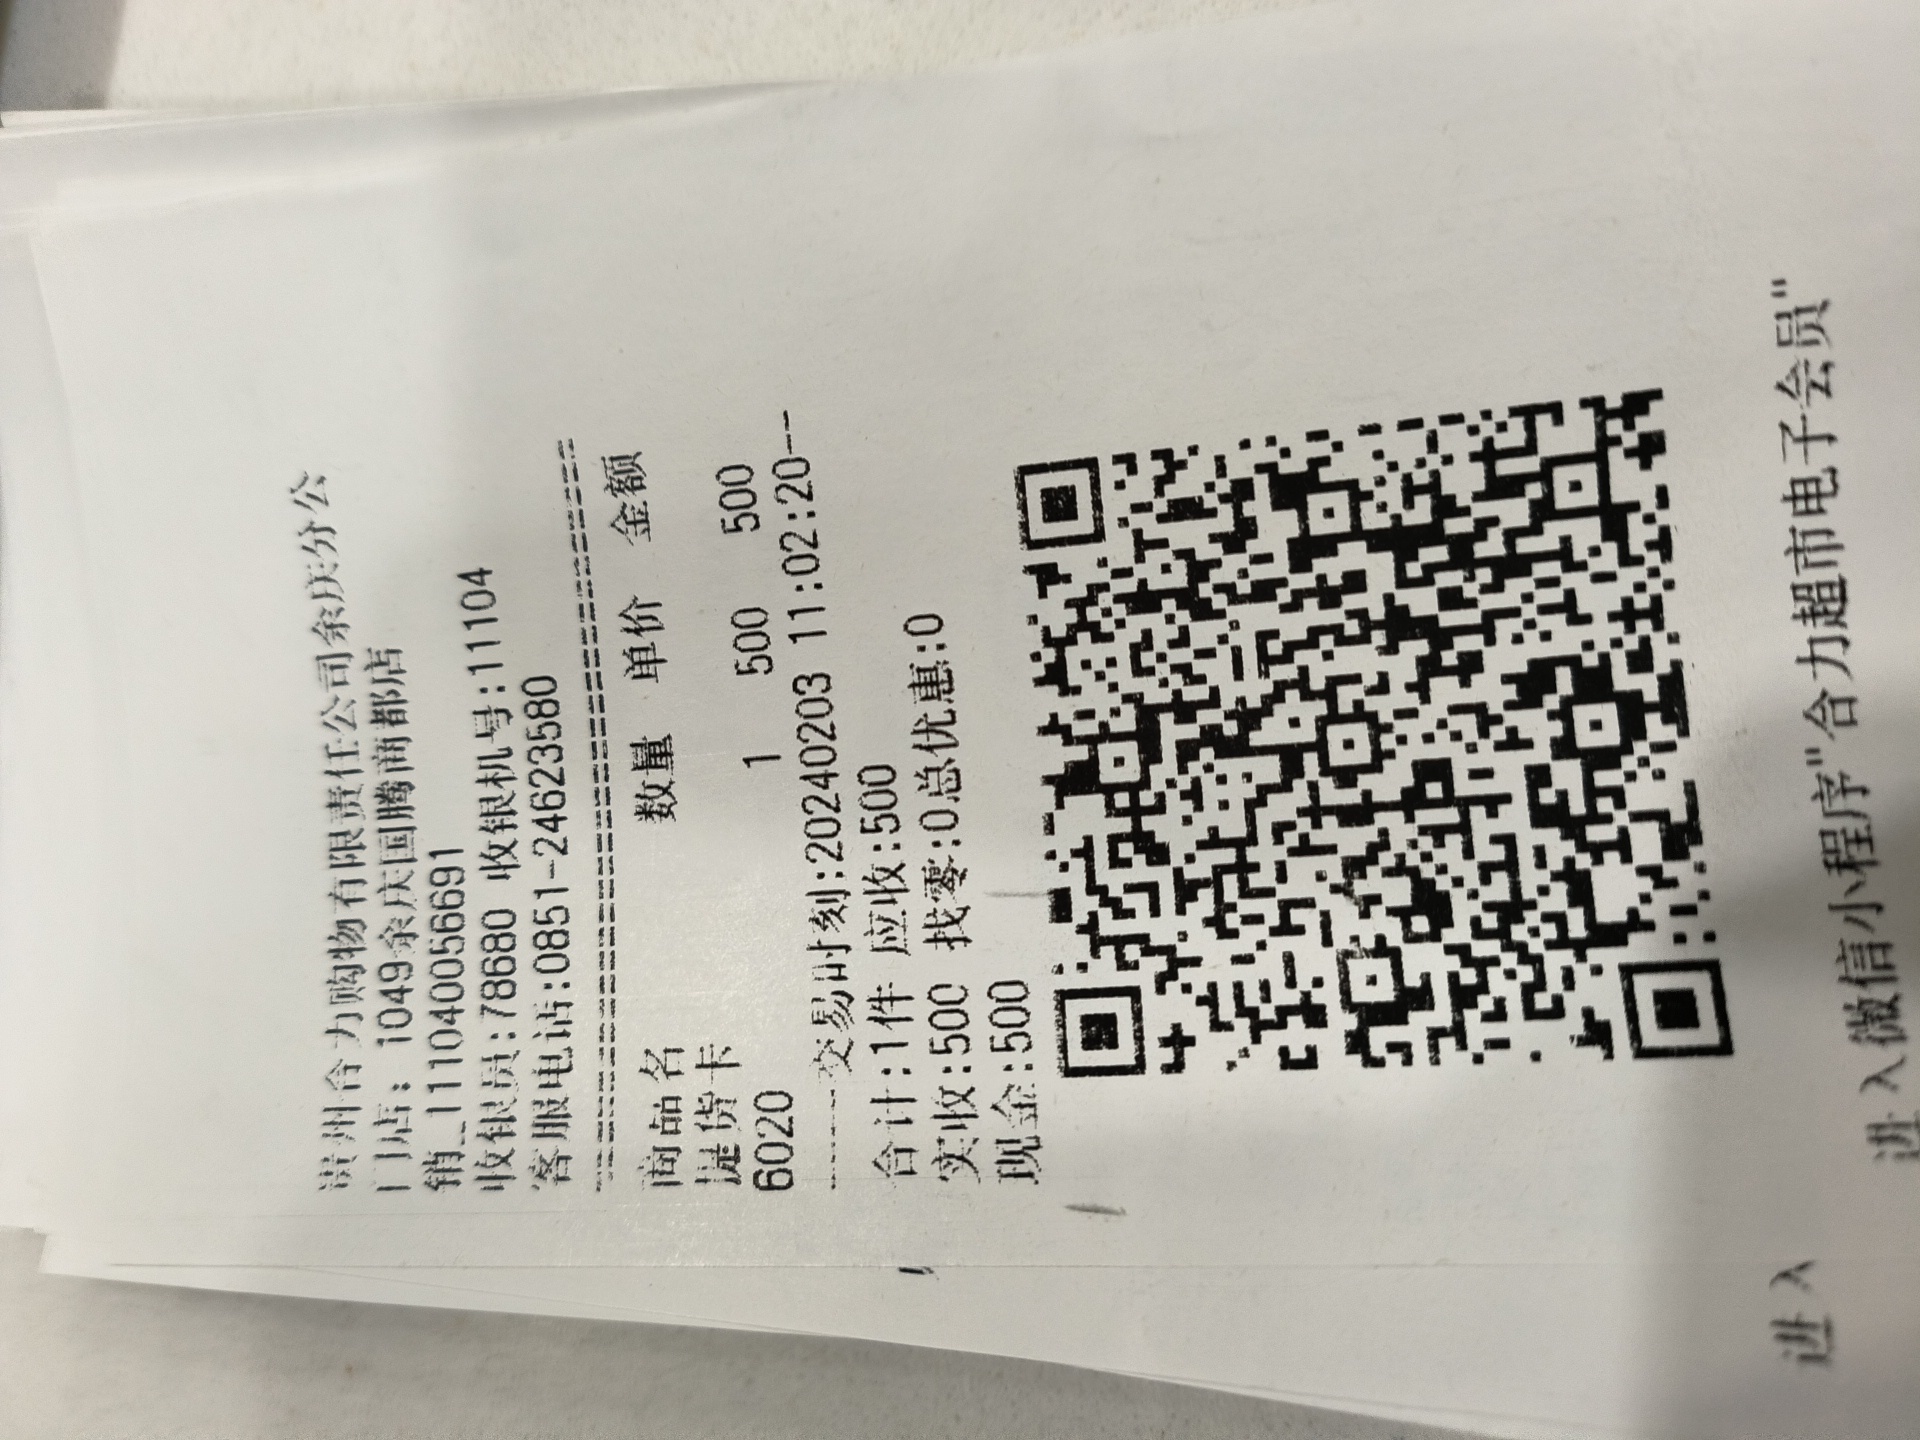 贵州合力购物有限责任公司余庆分公
门店: 1049余庆国腾商都店
销_111040056691
收银员:78680 收银机号:111104
客服电话:0851-24623580
商品名 数量 单价 金额
提货卡
6020 1 500 500
------交易时刻:20240203 11:02:20--
合计:1件 应收:500
实收:500 找零:0总优惠:0
现金:500
进入微信小程序"合力超市电子会员"
进入